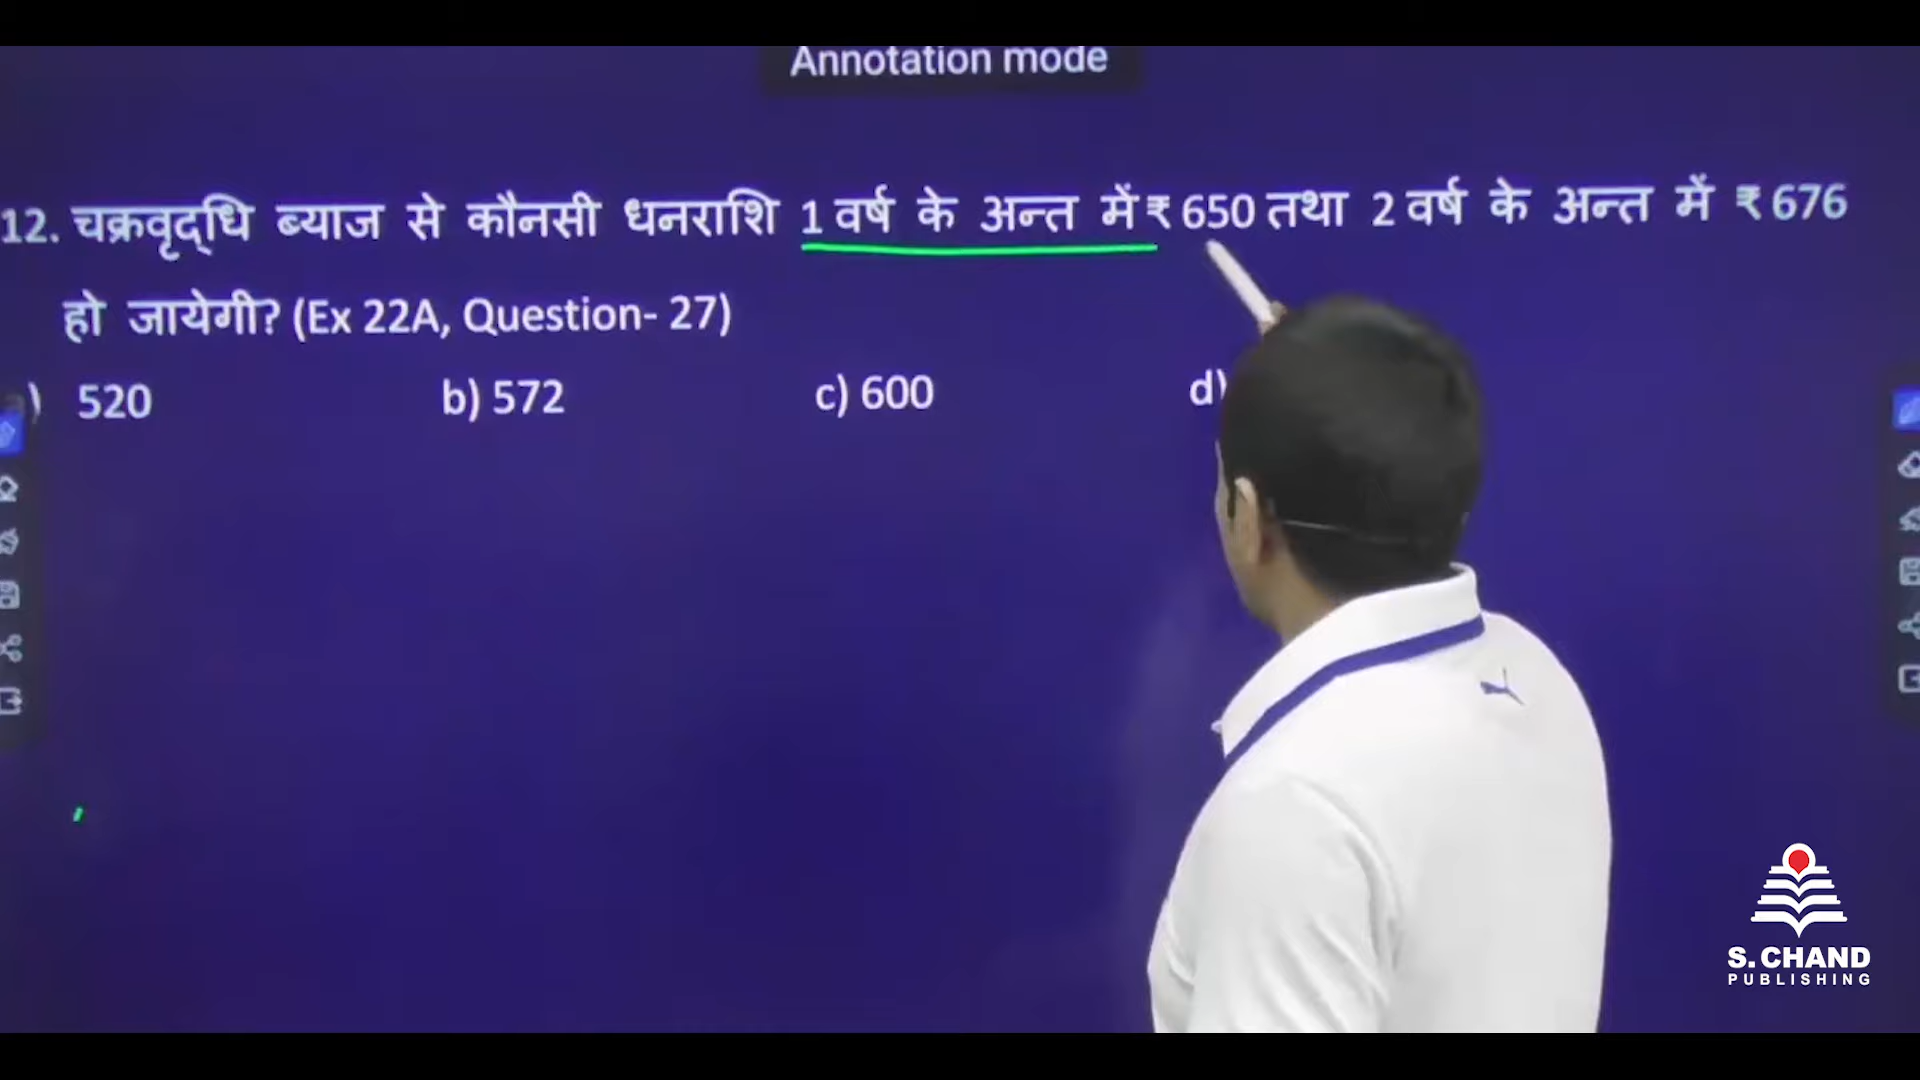 Annotation mode
12. चक्रवृद्धि ब्याज से कौनसी धनराशि 1 वर्ष के अन्त में ₹ 650 तथा 2 वर्ष के अन्त में ₹ 676
हो जायेगी? (Ex 22A, Question- 27)
a) 520 b) 572 c) 600 d)
S. CHAND
PUBLISHING